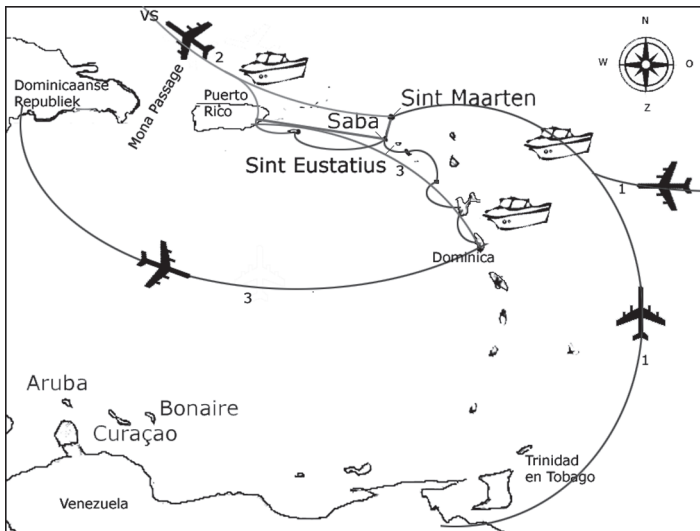 VS
2
N
W
O
Z
Dominicaanse
Republiek
Mona Passage
Puerto
Rico
Sint Maarten
Saba
Sint Eustatius
3
1
Dominica
3
1
Aruba
Bonaire
Curaçao
Trinidad
en Tobago
Venezuela